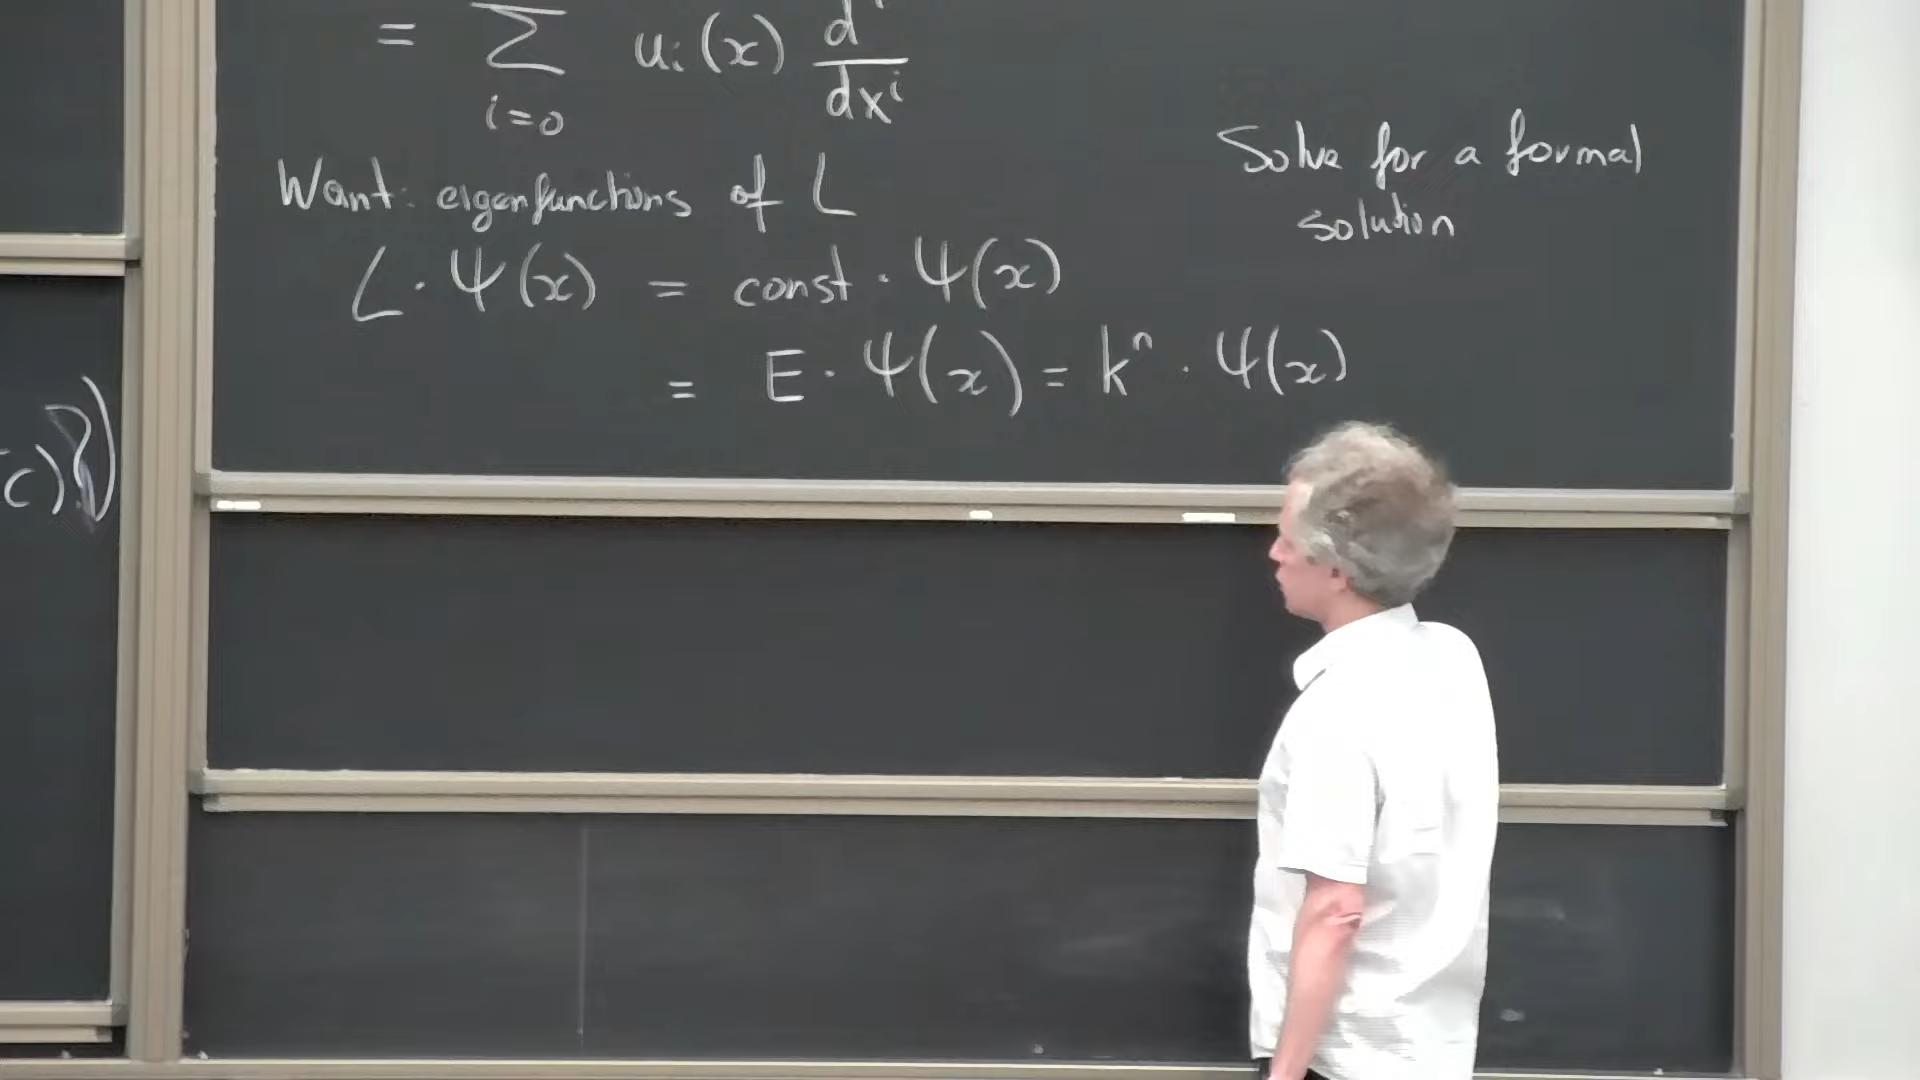 = Σ u_i(x) d^i/dx^i
i=0
Want: eigenfunctions of L
L · Ψ(x) = const · Ψ(x)
= E · Ψ(x) = k^n · Ψ(x)
Solve for a formal
solution
c)?)